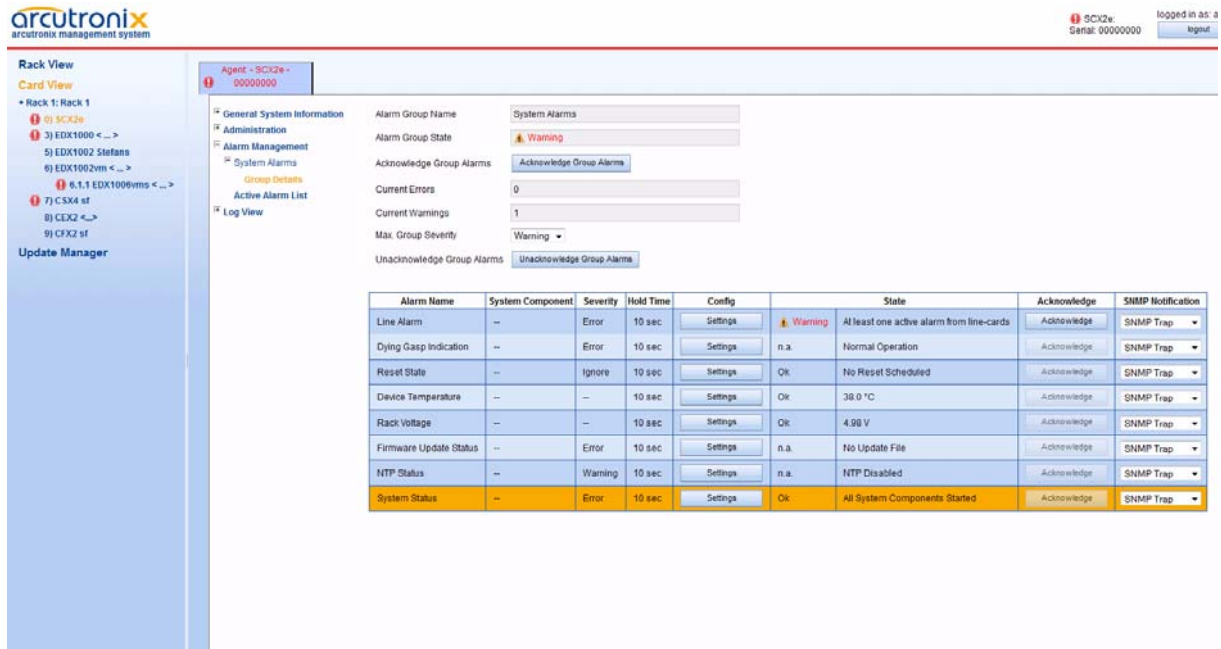 arcutronix
arcutronix management system
SCX2e:
Serial: 00000000
logged in as: a
logout
Rack View
Card View
Rack 1: Rack 1
0) SCX2e
3) EDX1000 < ... >
5) EDX1002 Stefans
6) EDX1002vm < ... >
6.1.1 EDX1006vms < ... >
7) CSX4 sf
8) CEX2 <...>
9) CFX2 sf
Update Manager
Agent - SCX2e -
00000000
General System Information
Administration
Alarm Management
System Alarms
Group Details
Active Alarm List
Log View
Alarm Group Name System Alarms
Alarm Group State Warning
Acknowledge Group Alarms Acknowledge Group Alarms
Current Errors 0
Current Warnings 1
Max. Group Severity Warning
Unacknowledge Group Alarms Unacknowledge Group Alarms
Alarm Name System Component Severity Hold Time Config State Acknowledge SNMP Notification
Line Alarm -- Error 10 sec Settings Warning At least one active alarm from line-cards Acknowledge SNMP Trap
Dying Gasp Indication -- Error 10 sec Settings n.a. Normal Operation Acknowledge SNMP Trap
Reset State -- Ignore 10 sec Settings Ok No Reset Scheduled Acknowledge SNMP Trap
Device Temperature -- -- 10 sec Settings Ok 38.0 °C Acknowledge SNMP Trap
Rack Voltage -- -- 10 sec Settings Ok 4.98 V Acknowledge SNMP Trap
Firmware Update Status -- Error 10 sec Settings n.a. No Update File Acknowledge SNMP Trap
NTP Status -- Warning 10 sec Settings n.a. NTP Disabled Acknowledge SNMP Trap
System Status -- Error 10 sec Settings Ok All System Components Started Acknowledge SNMP Trap